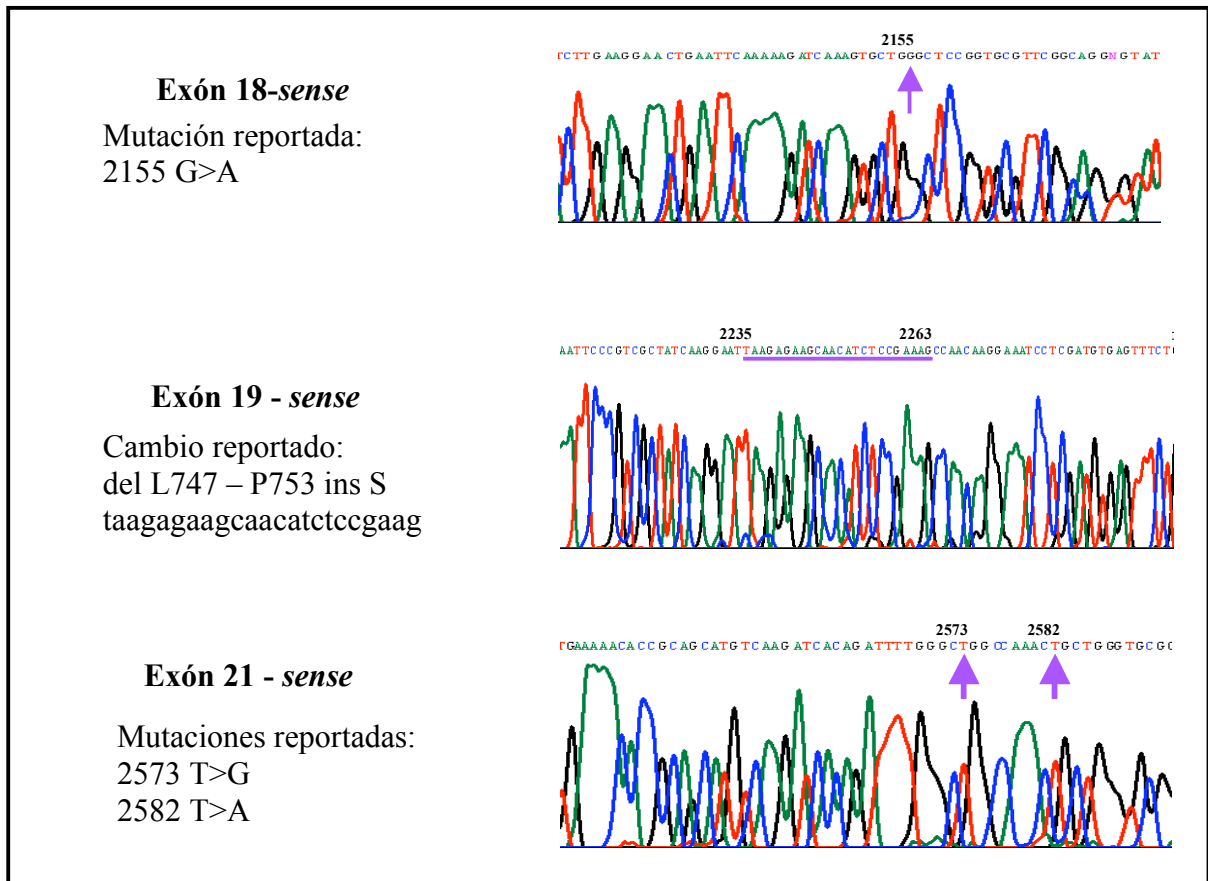 2155
TCTTGAAGGAACTGAATTCAAAAAGATCAAAGTGCTGGGCTCCGGTGCGTTCGGCAGGNGTAT
Exón 18-sense
Mutación reportada:
2155 G>A
2235 2263
AATTCCCGTCGCTATCAAGGAATTAAGAGAAGCAACATCTCCGAAAGCCAACAAGGAAATCCTCGATGTGAGTTTCT
Exón 19 - sense
Cambio reportado:
del L747 – P753 ins S
taagagaagcaacatctccgaag
2573 2582
TGAAAAACACCGCAGCATGTCAAGATCACAGATTTTGGGCTGGCCAAACTGCTGGGTGCGC
Exón 21 - sense
Mutaciones reportadas:
2573 T>G
2582 T>A